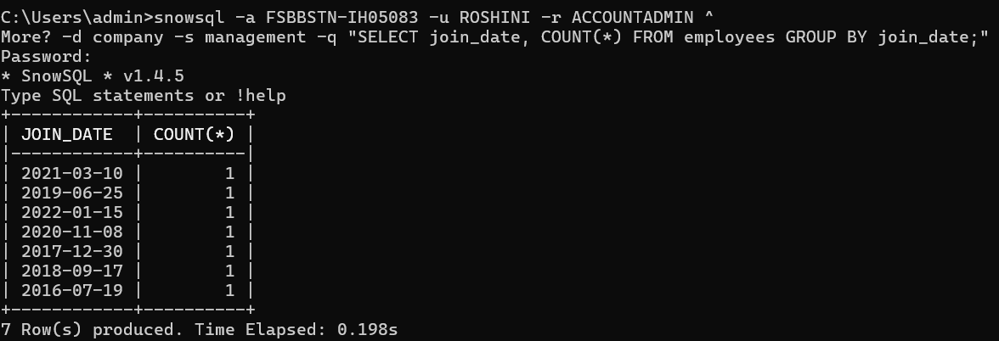 C:\Users\admin>snowsql -a FSBBSTN-IH05083 -u ROSHINI -r ACCOUNTADMIN ^
More? -d company -s management -q "SELECT join_date, COUNT(*) FROM employees GROUP BY join_date;"
Password:
* SnowSQL * v1.4.5
Type SQL statements or !help
+------------+----------+
| JOIN_DATE  | COUNT(*) |
|------------+----------|
| 2021-03-10 |        1 |
| 2019-06-25 |        1 |
| 2022-01-15 |        1 |
| 2020-11-08 |        1 |
| 2017-12-30 |        1 |
| 2018-09-17 |        1 |
| 2016-07-19 |        1 |
+------------+----------+
7 Row(s) produced. Time Elapsed: 0.198s